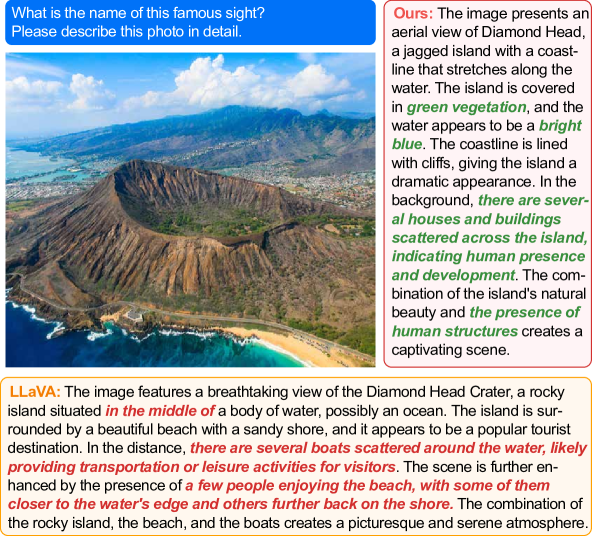 What is the name of this famous sight?
Please describe this photo in detail.
Ours: The image presents an
aerial view of Diamond Head,
a jagged island with a coast-
line that stretches along the
water. The island is covered
in green vegetation, and the
water appears to be a bright
blue. The coastline is lined
with cliffs, giving the island a
dramatic appearance. In the
background, there are sever-
al houses and buildings
scattered across the island,
indicating human presence
and development. The com-
bination of the island's natural
beauty and the presence of
human structures creates a
captivating scene.
LLaVA: The image features a breathtaking view of the Diamond Head Crater, a rocky
island situated in the middle of a body of water, possibly an ocean. The island is sur-
rounded by a beautiful beach with a sandy shore, and it appears to be a popular tourist
destination. In the distance, there are several boats scattered around the water, likely
providing transportation or leisure activities for visitors. The scene is further en-
hanced by the presence of a few people enjoying the beach, with some of them
closer to the water's edge and others further back on the shore. The combination of
the rocky island, the beach, and the boats creates a picturesque and serene atmosphere.